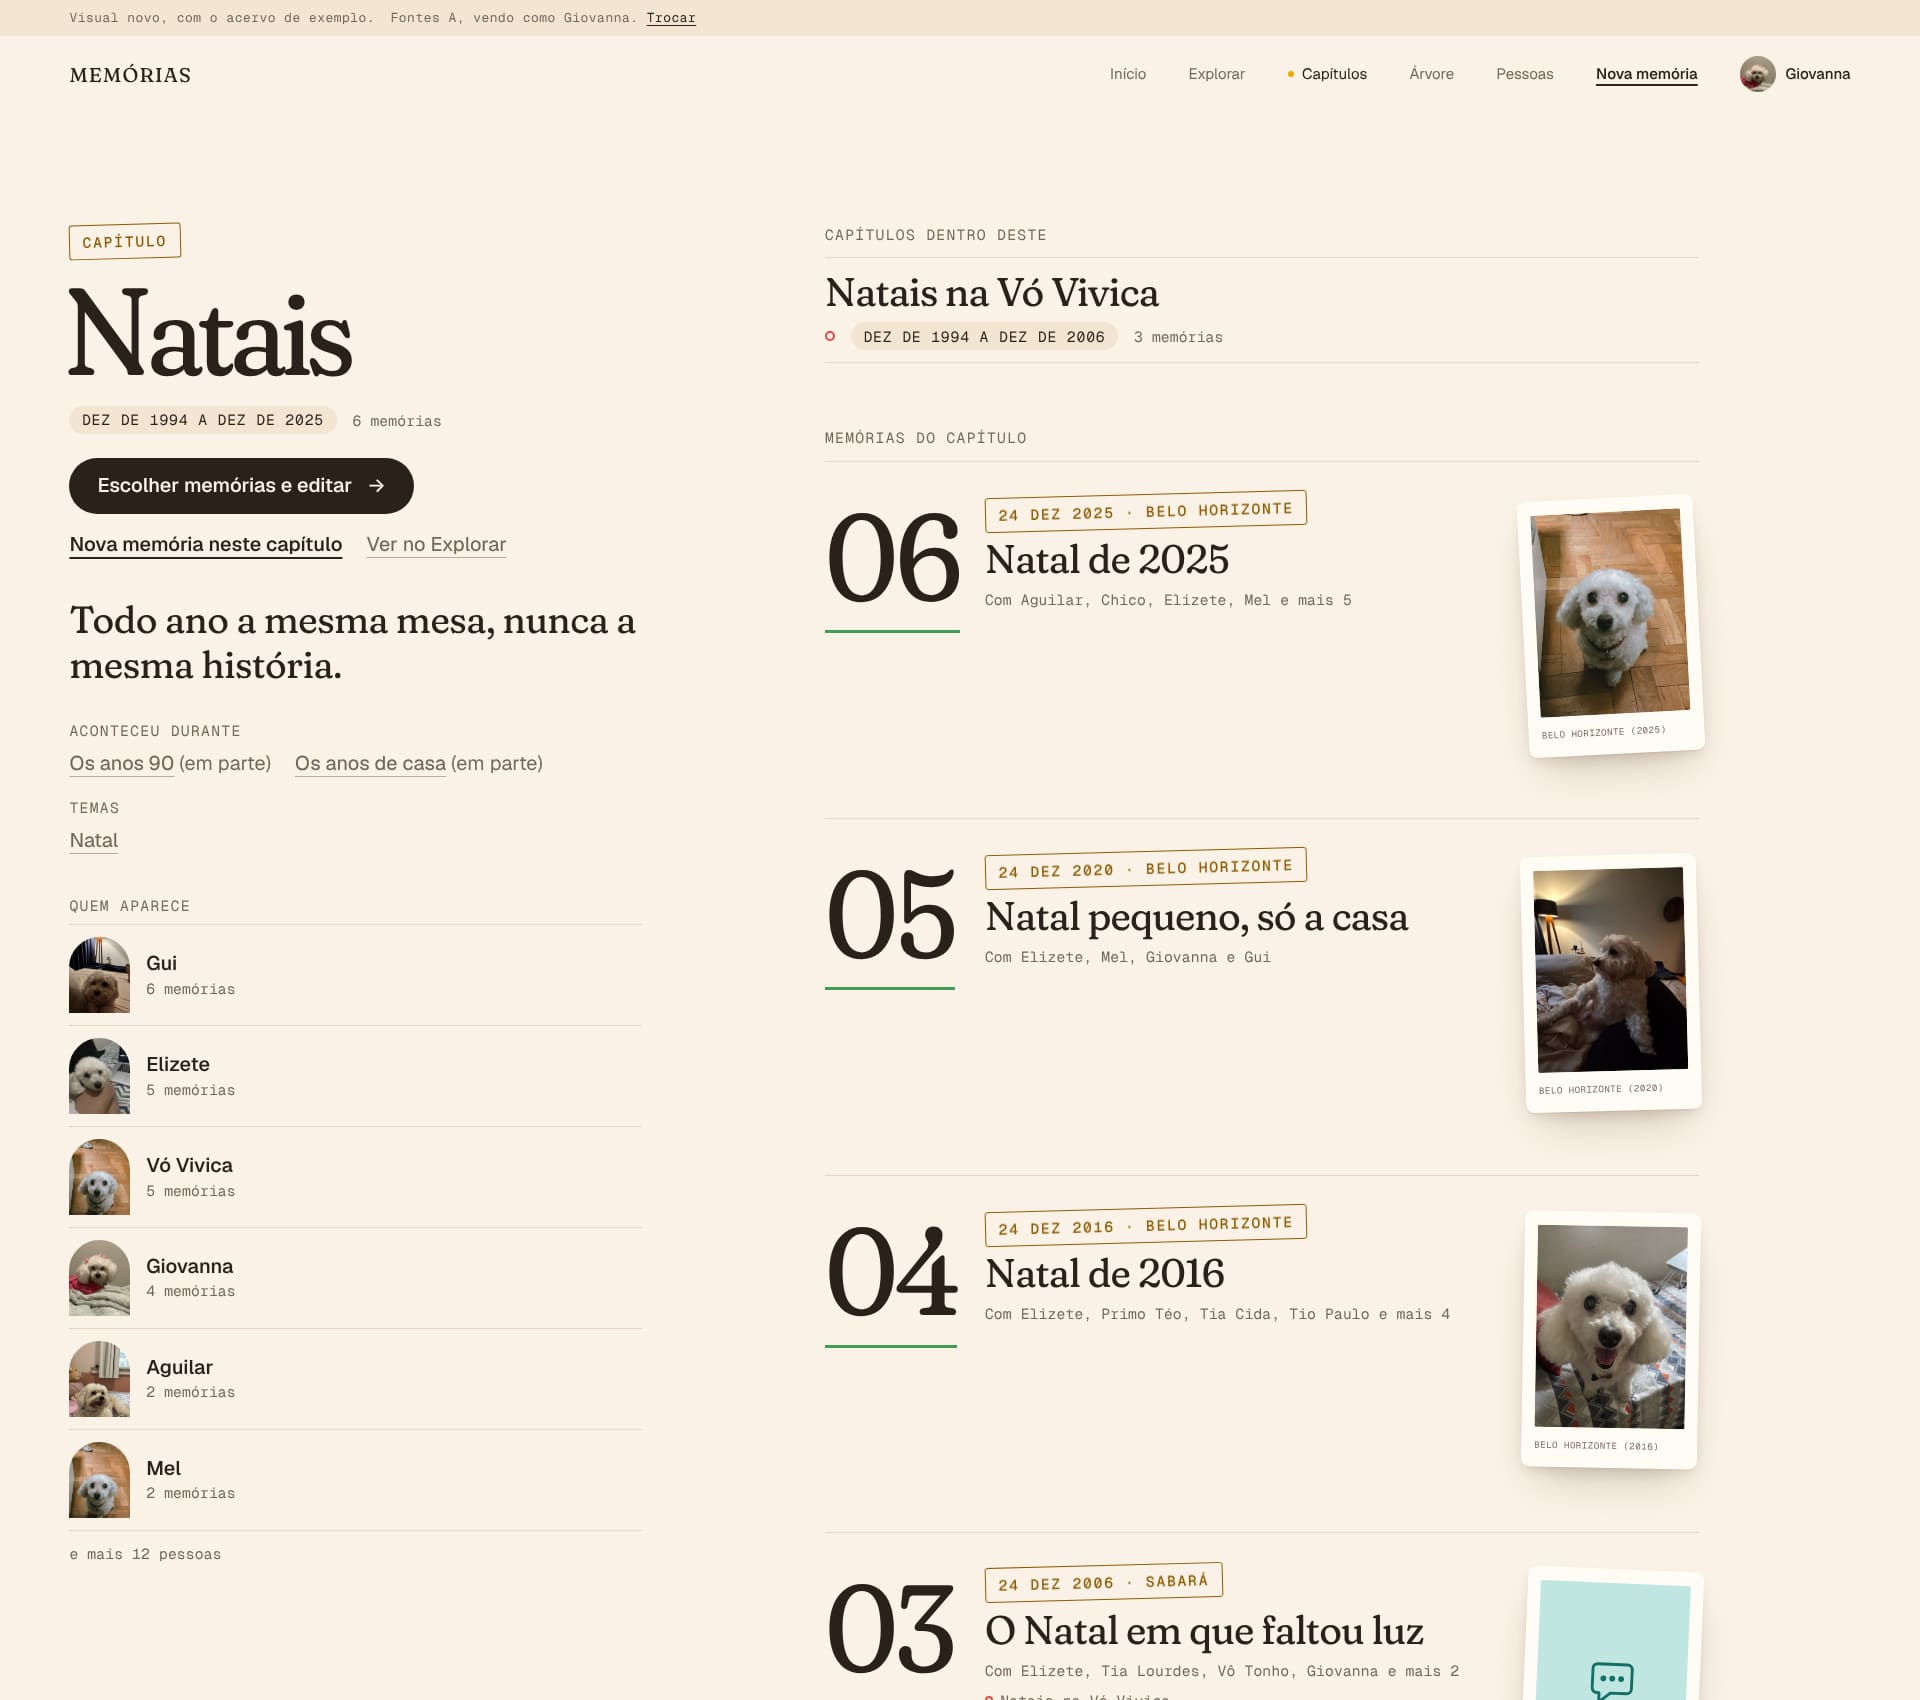 Visual novo, com o acervo de exemplo. Fontes A, vendo como Giovanna. Trocar
MEMÓRIAS
Início
Explorar
Capítulos
Árvore
Pessoas
Nova memória
Giovanna
CAPÍTULO
Natais
DEZ DE 1994 A DEZ DE 2025 6 memórias
Escolher memórias e editar →
Nova memória neste capítulo Ver no Explorar
Todo ano a mesma mesa, nunca a
mesma história.
ACONTECEU DURANTE
Os anos 90 (em parte) Os anos de casa (em parte)
TEMAS
Natal
QUEM APARECE
Gui
6 memórias
Elizete
5 memórias
Vó Vivica
5 memórias
Giovanna
4 memórias
Aguilar
2 memórias
Mel
2 memórias
e mais 12 pessoas
CAPÍTULOS DENTRO DESTE
Natais na Vó Vivica
DEZ DE 1994 A DEZ DE 2006 3 memórias
MEMÓRIAS DO CAPÍTULO
06
24 DEZ 2025 · BELO HORIZONTE
Natal de 2025
Com Aguilar, Chico, Elizete, Mel e mais 5
BELO HORIZONTE (2025)
05
24 DEZ 2020 · BELO HORIZONTE
Natal pequeno, só a casa
Com Elizete, Mel, Giovanna e Gui
BELO HORIZONTE (2020)
04
24 DEZ 2016 · BELO HORIZONTE
Natal de 2016
Com Elizete, Primo Téo, Tia Cida, Tio Paulo e mais 4
BELO HORIZONTE (2016)
03
24 DEZ 2006 · SABARÁ
O Natal em que faltou luz
Com Elizete, Tia Lourdes, Vô Tonho, Giovanna e mais 2
Natais na Vó Vivica